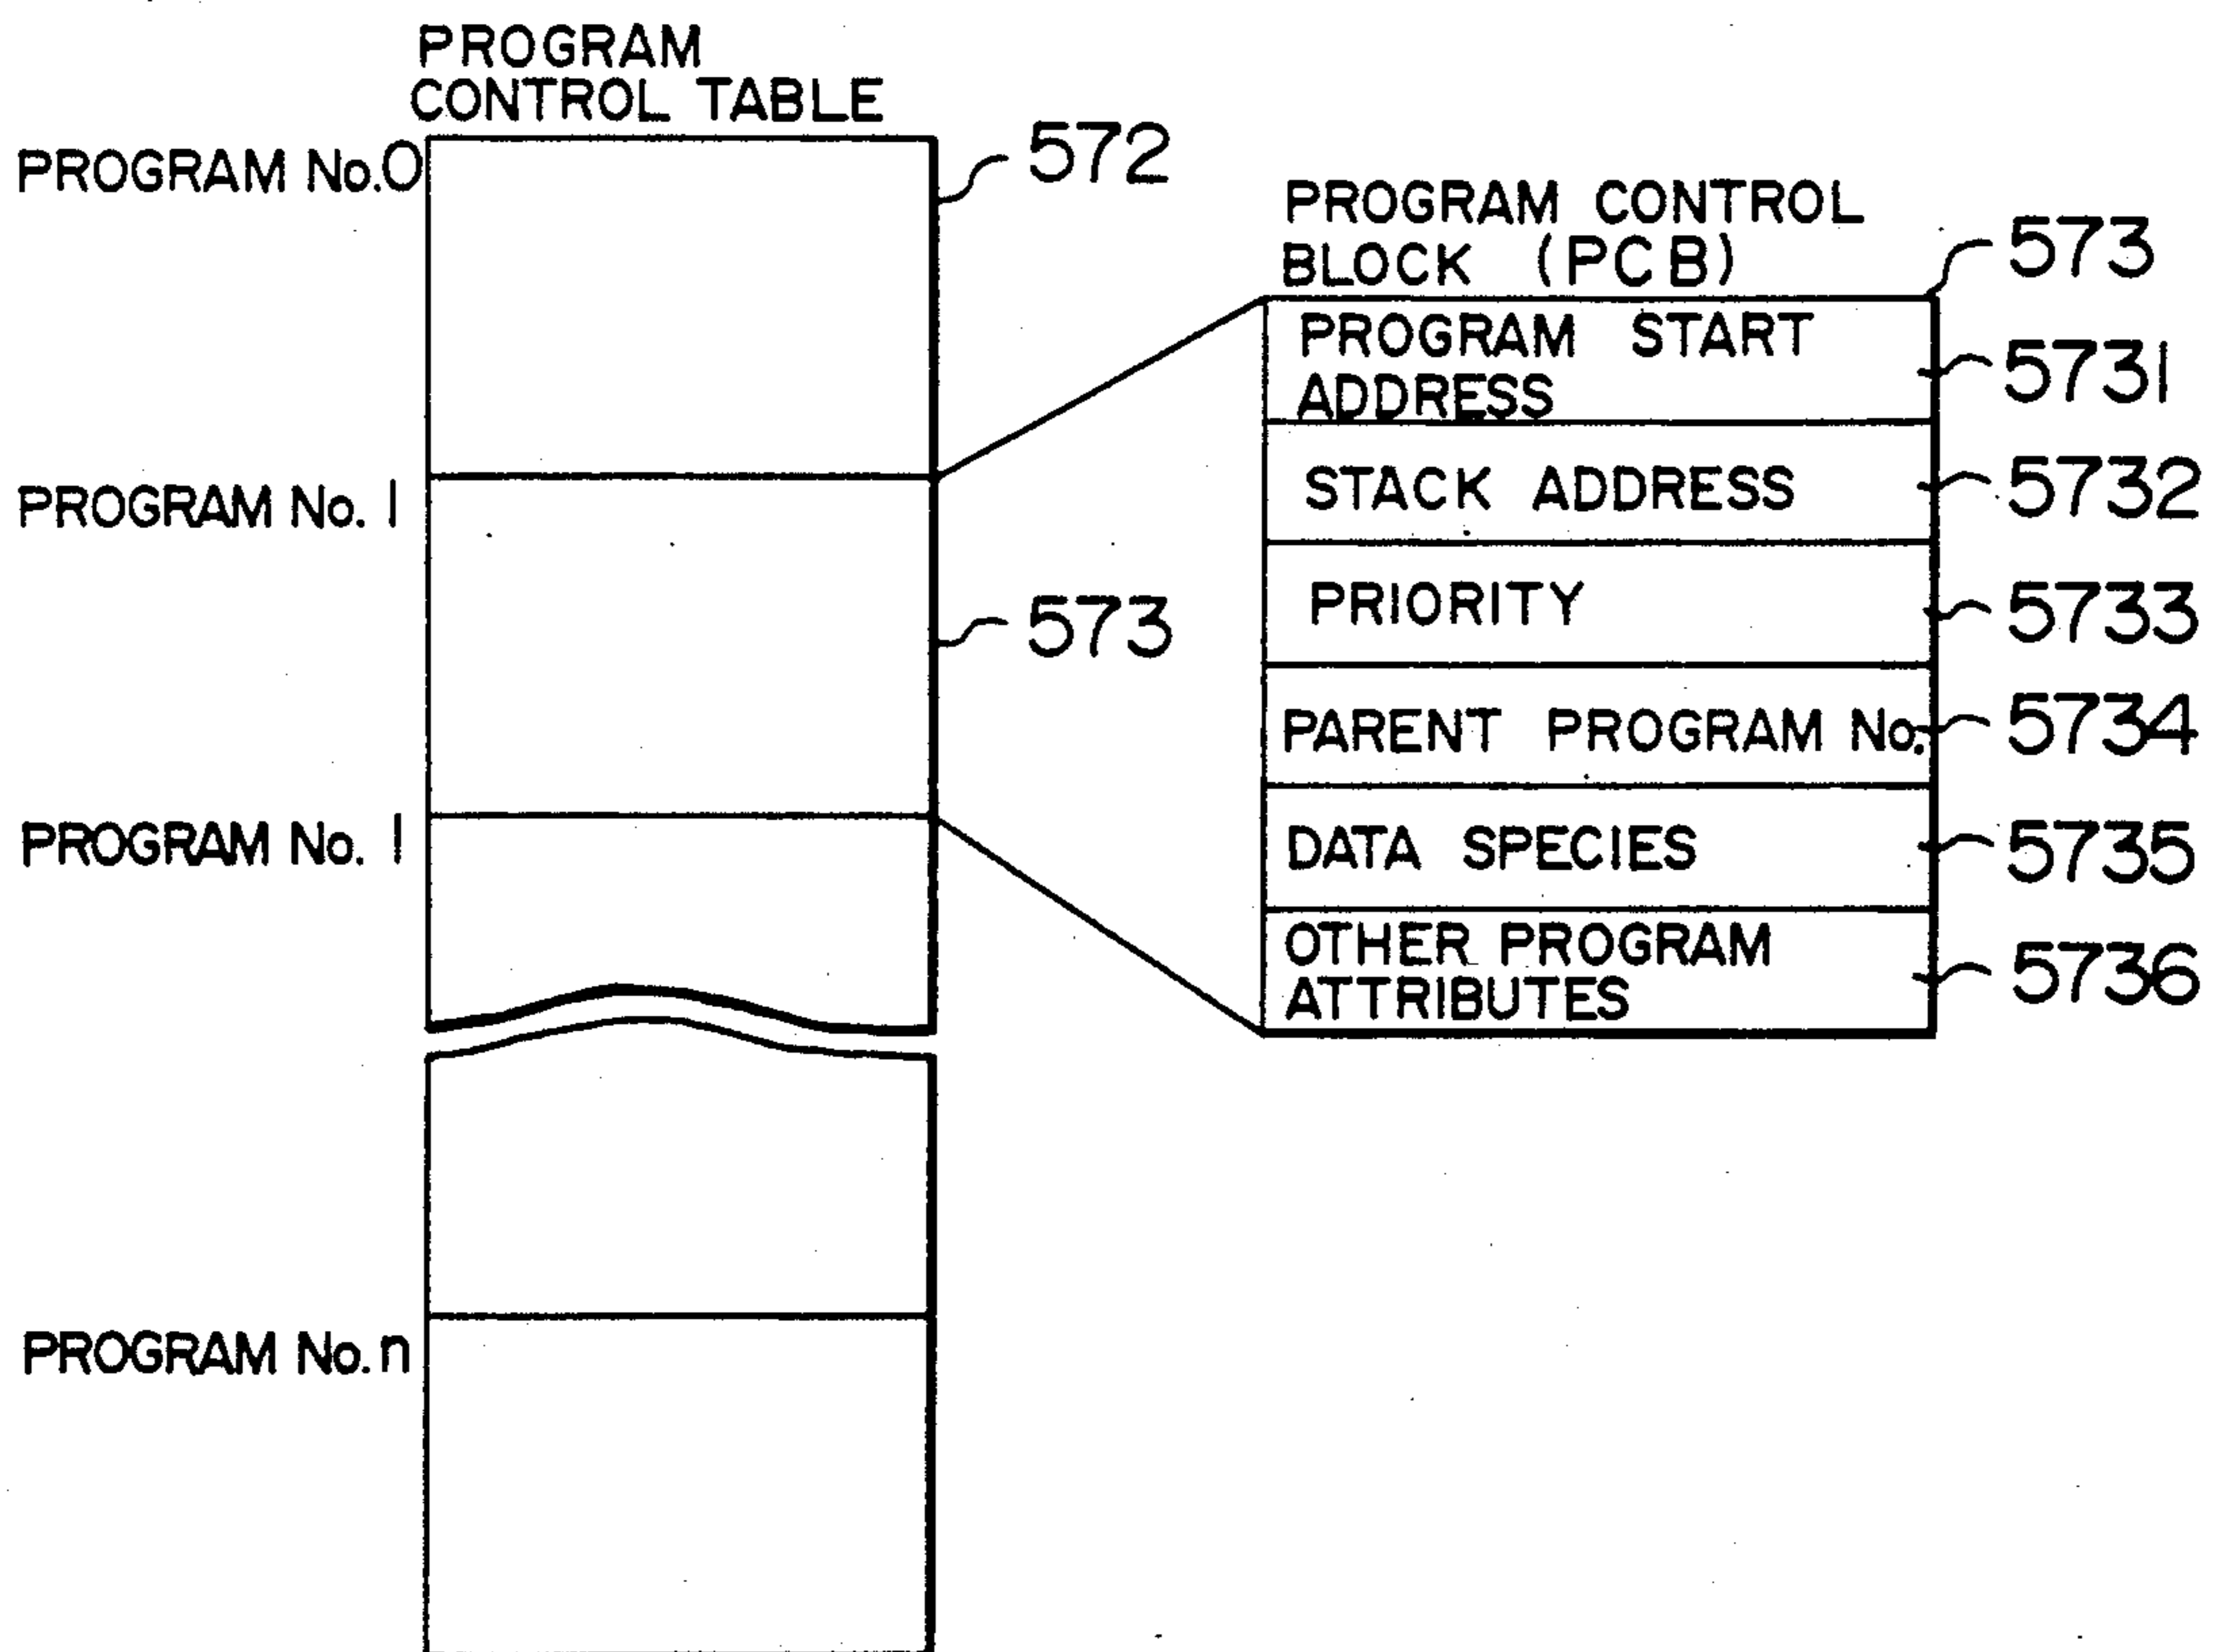 PROGRAM
CONTROL TABLE
PROGRAM No.0
572
PROGRAM No. 1
573
PROGRAM No. 1
PROGRAM No. n
PROGRAM CONTROL
BLOCK (PCB)
573
PROGRAM START
ADDRESS
5731
STACK ADDRESS
5732
PRIORITY
5733
PARENT PROGRAM No.
5734
DATA SPECIES
5735
OTHER PROGRAM
ATTRIBUTES
5736